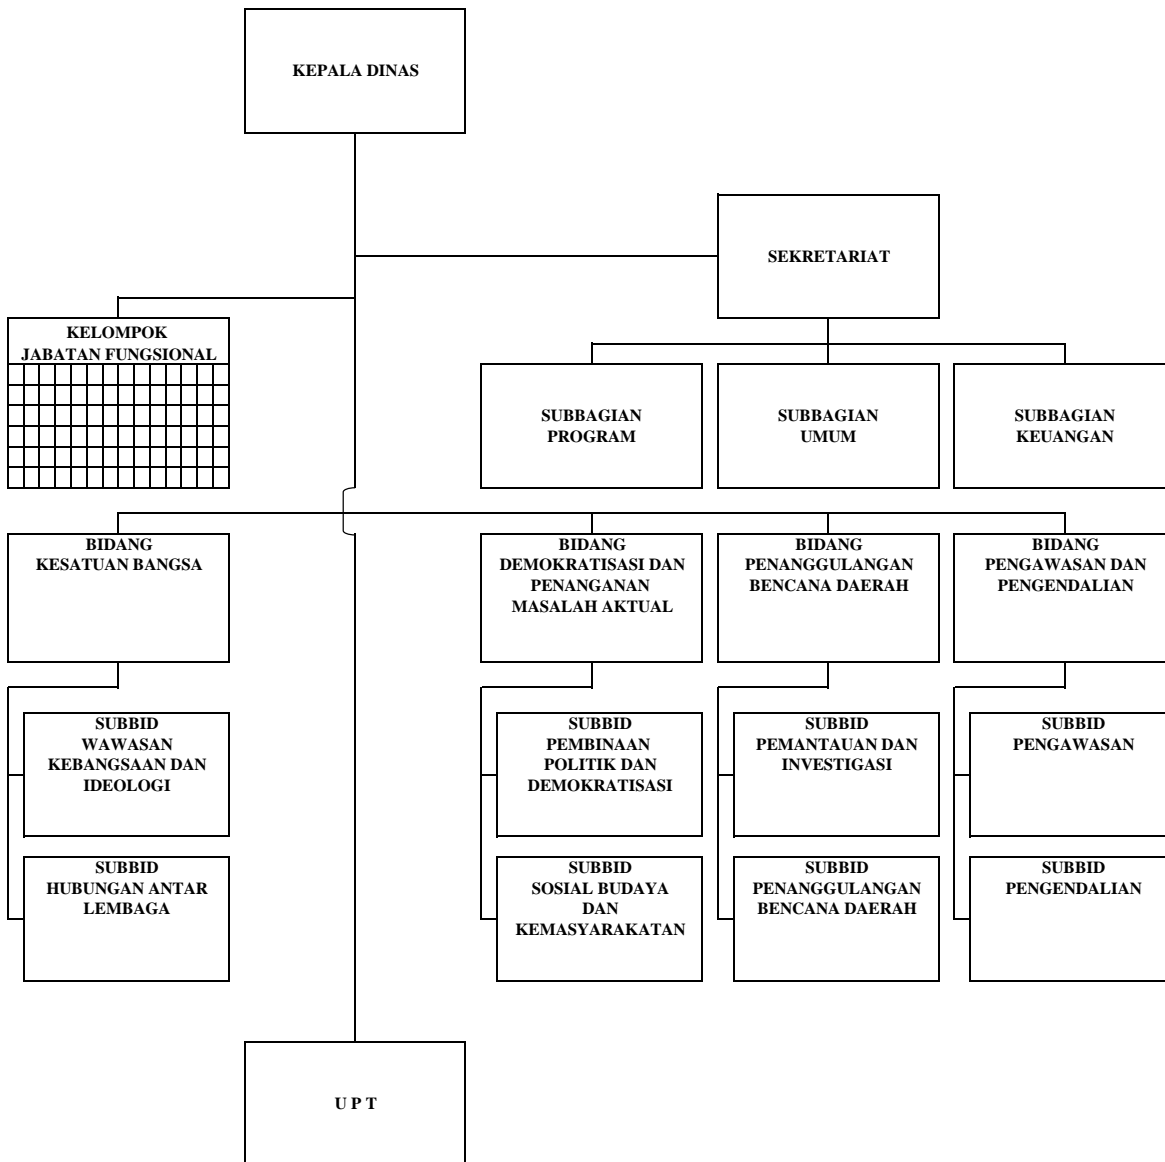 KEPALA DINAS
SEKRETARIAT
KELOMPOK
JABATAN FUNGSIONAL
SUBBAGIAN
PROGRAM
SUBBAGIAN
UMUM
SUBBAGIAN
KEUANGAN
BIDANG
KESATUAN BANGSA
BIDANG
DEMOKRATISASI DAN
PENANGANAN
MASALAH AKTUAL
BIDANG
PENANGGULANGAN
BENCANA DAERAH
BIDANG
PENGAWASAN DAN
PENGENDALIAN
SUBBID
WAWASAN
KEBANGSAAN DAN
IDEOLOGI
SUBBID
PEMBINAAN
POLITIK DAN
DEMOKRATISASI
SUBBID
PEMANTAUAN DAN
INVESTIGASI
SUBBID
PENGAWASAN
SUBBID
HUBUNGAN ANTAR
LEMBAGA
SUBBID
SOSIAL BUDAYA
DAN
KEMASYARAKATAN
SUBBID
PENANGGULANGAN
BENCANA DAERAH
SUBBID
PENGENDALIAN
U P T